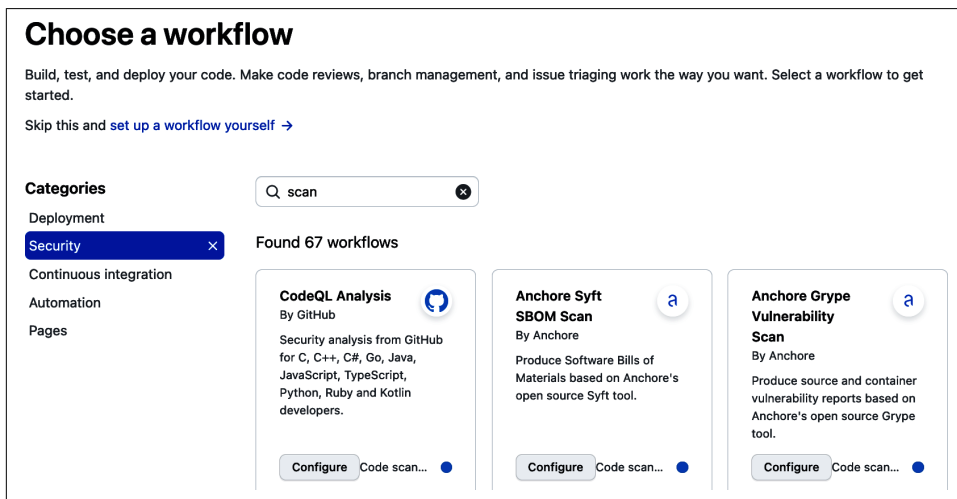 Choose a workflow
Build, test, and deploy your code. Make code reviews, branch management, and issue triaging work the way you want. Select a workflow to get
started.
Skip this and set up a workflow yourself →
Categories
Deployment
Security
Continuous integration
Automation
Pages
scan
Found 67 workflows
CodeQL Analysis
By GitHub
Security analysis from GitHub
for C, C++, C#, Go, Java,
JavaScript, TypeScript,
Python, Ruby and Kotlin
developers.
Configure Code scan...
Anchore Syft
SBOM Scan
By Anchore
Produce Software Bills of
Materials based on Anchore's
open source Syft tool.
Configure Code scan...
Anchore Grype
Vulnerability
Scan
By Anchore
Produce source and container
vulnerability reports based on
Anchore's open source Grype
tool.
Configure Code scan...